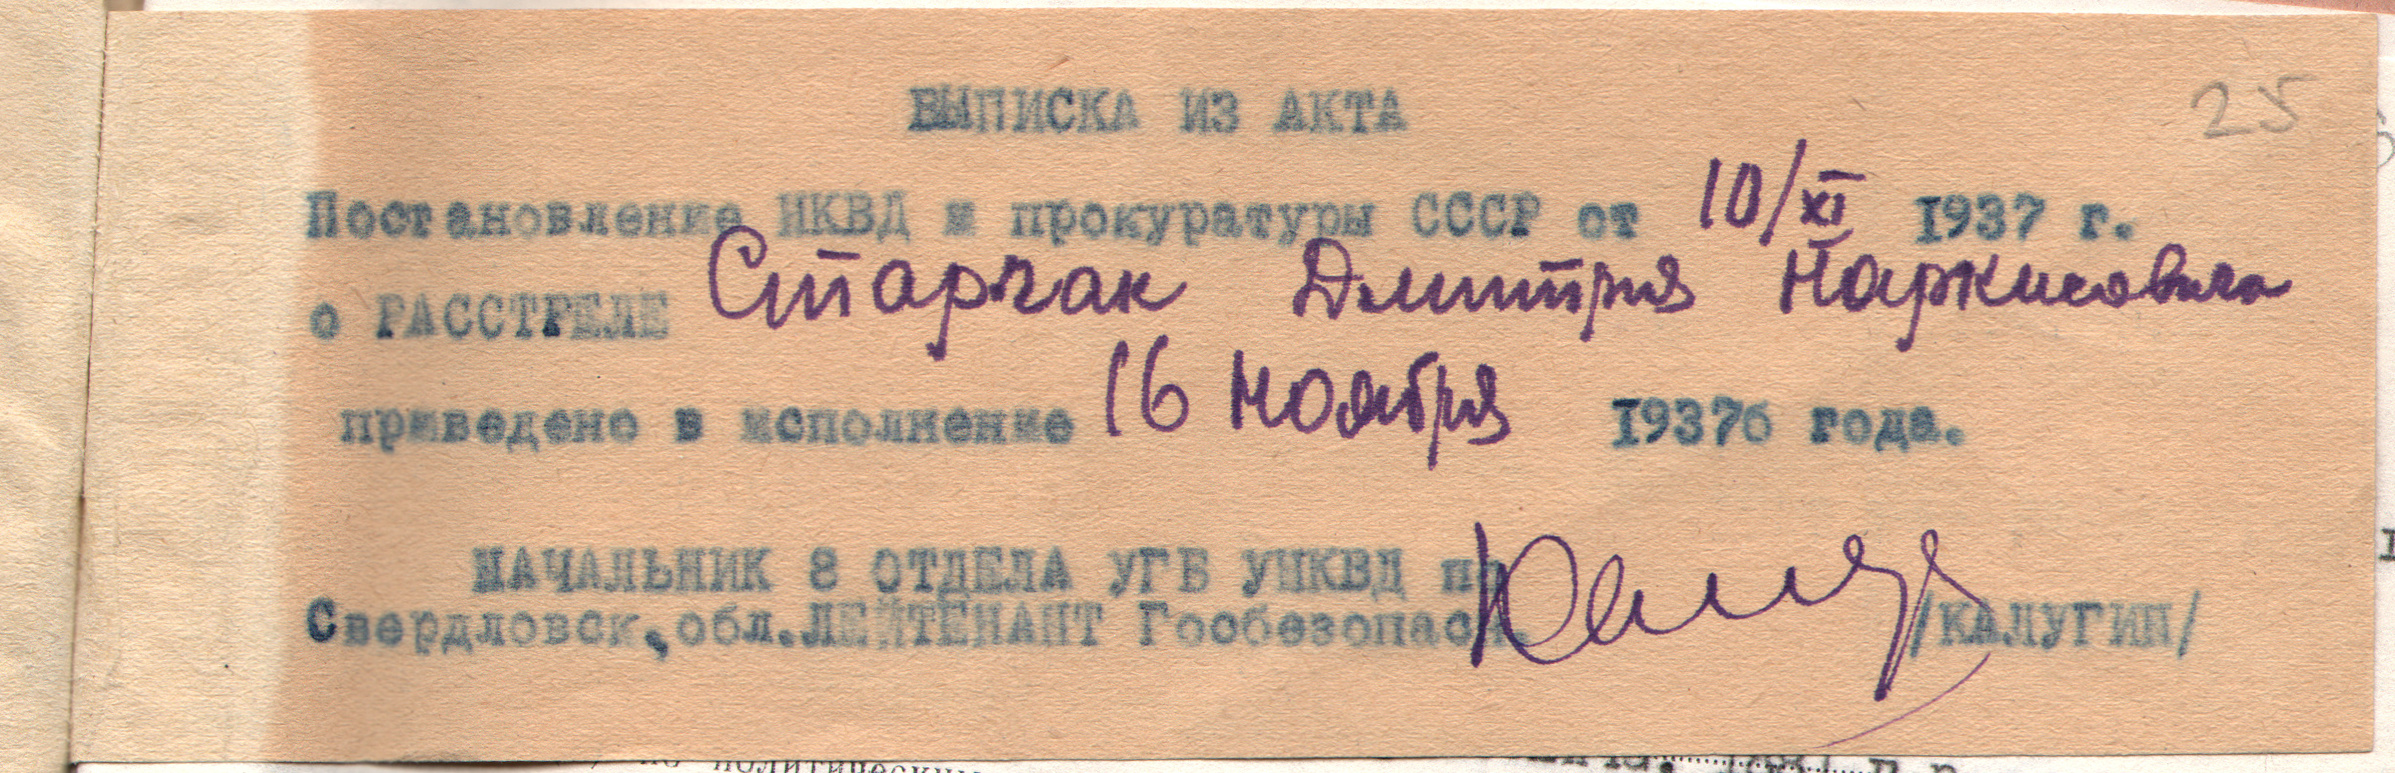 25
ВЫПИСКА ИЗ АКТА
Постановление НКВД и прокуратуры СССР от 10/XI 1937 г.
о РАССТРЕЛЕ Старчак Дмитрия Наркисовича
приведено в исполнение 16 ноября 19376 года.
НАЧАЛЬНИК 8 ОТДЕЛА УГБ УНКВД по
Свердловск,обл.ЛЕЙТЕНАНТ Госбезопасн. /КАЛУГИН/